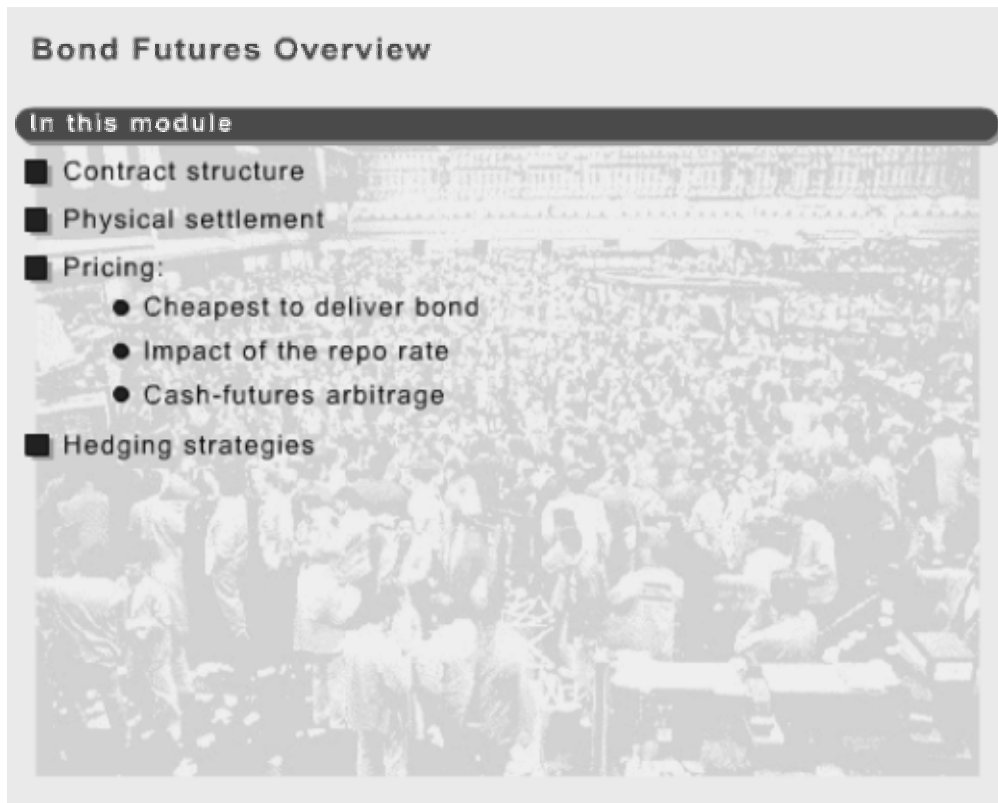 Bond Futures Overview
In this module
Contract structure
Physical settlement
Pricing:
Cheapest to deliver bond
Impact of the repo rate
Cash-futures arbitrage
Hedging strategies